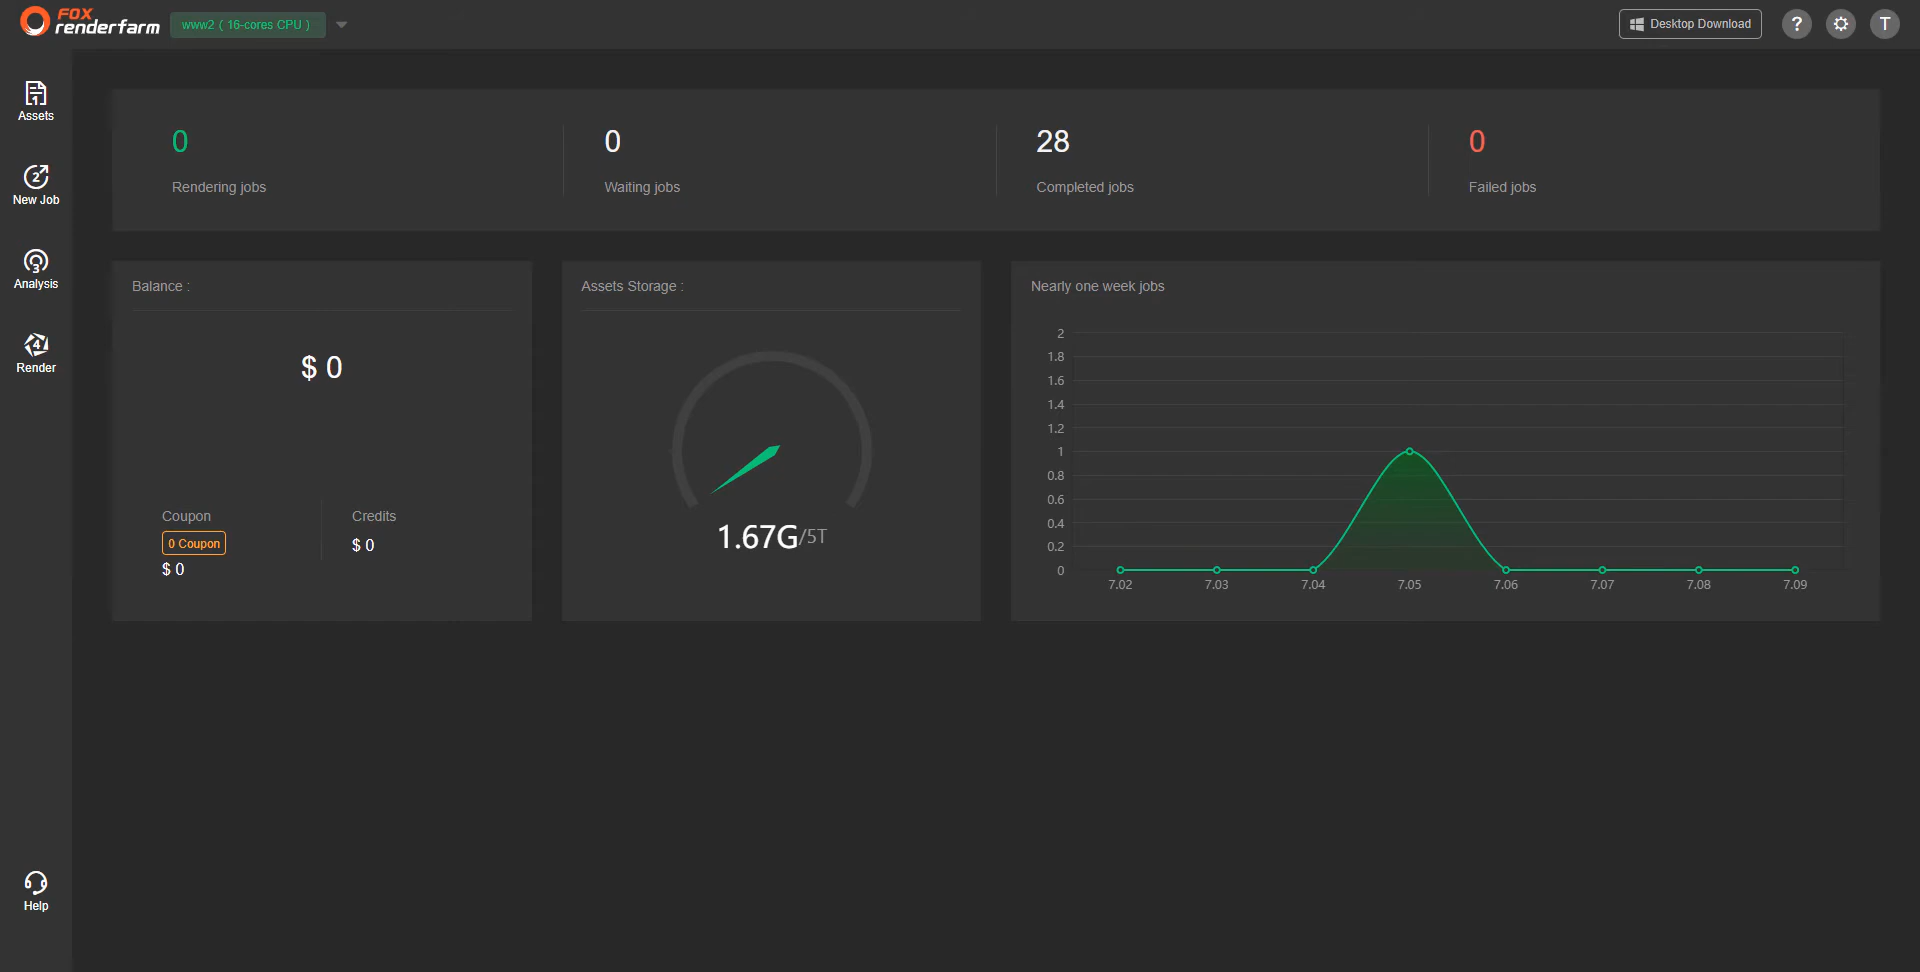 FOX
renderfarm
www2 ( 16-cores CPU )
Desktop Download
?
T
1
Assets
2
New Job
3
Analysis
4
Render
Help
0
Rendering jobs
0
Waiting jobs
28
Completed jobs
0
Failed jobs
Balance :
$ 0
Coupon
0 Coupon
$ 0
Credits
$ 0
Assets Storage :
1.67G/5T
Nearly one week jobs
2
1.8
1.6
1.4
1.2
1
0.8
0.6
0.4
0.2
0
7.02 7.03 7.04 7.05 7.06 7.07 7.08 7.09